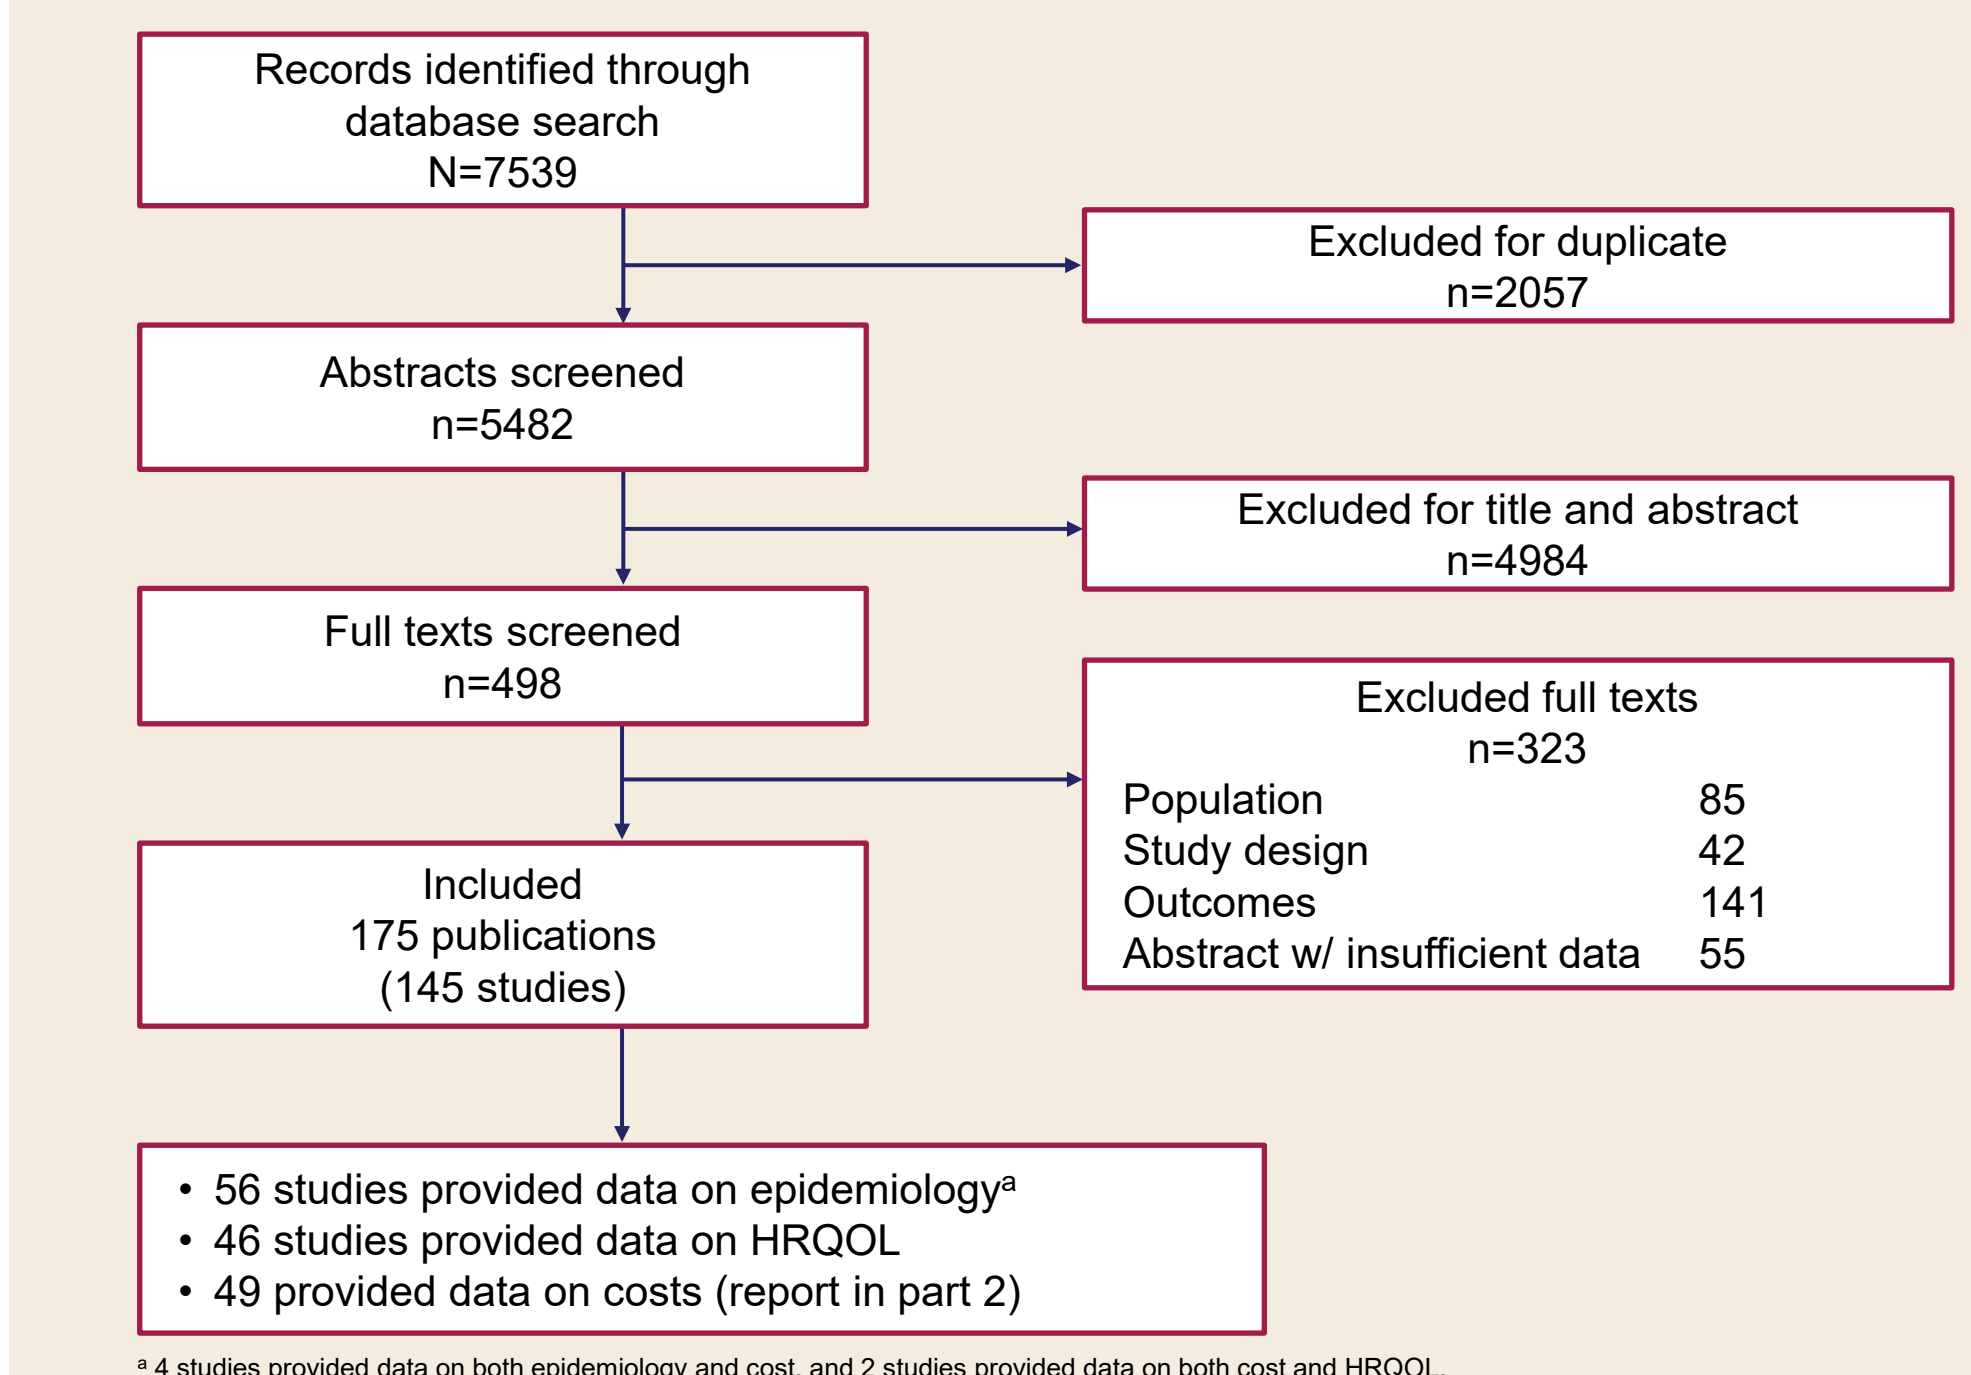 Records identified through
database search
N=7539
Excluded for duplicate
n=2057
Abstracts screened
n=5482
Excluded for title and abstract
n=4984
Full texts screened
n=498
Excluded full texts
n=323
Population 85
Study design 42
Outcomes 141
Abstract w/ insufficient data 55
Included
175 publications
(145 studies)
• 56 studies provided data on epidemiologyᵃ
• 46 studies provided data on HRQOL
• 49 provided data on costs (report in part 2)
ᵃ 4 studies provided data on both epidemiology and cost, and 2 studies provided data on both cost and HRQOL.